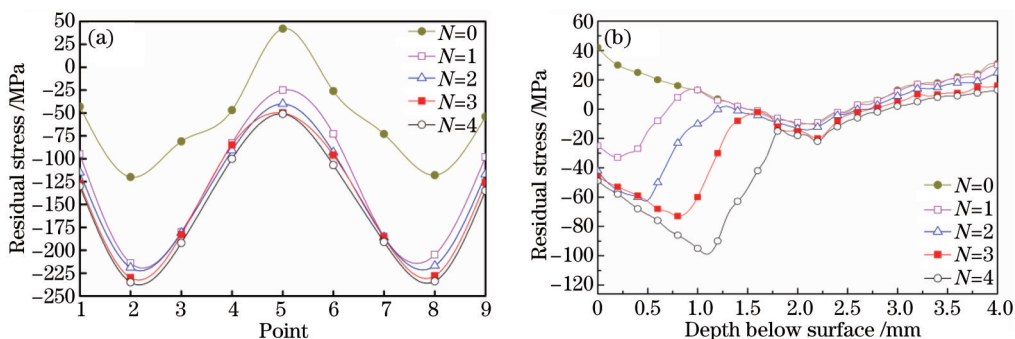 (a)
Residual stress /MPa
50
25
0
-25
-50
-75
-100
-125
-150
-175
-200
-225
-250
1 2 3 4 5 6 7 8 9
Point
N=0
N=1
N=2
N=3
N=4
(b)
Residual stress /MPa
60
40
20
0
-20
-40
-60
-80
-100
-120
0 0.5 1.0 1.5 2.0 2.5 3.0 3.5 4.0
Depth below surface /mm
N=0
N=1
N=2
N=3
N=4